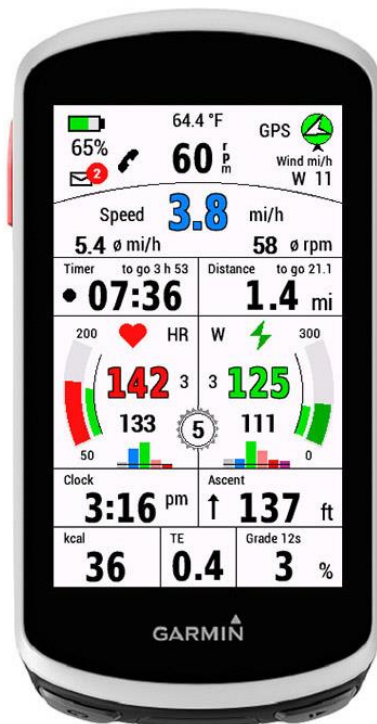 64.4 °F
65%
60 rpm
GPS
2
Wind mi/h
W 11
Speed 3.8 mi/h
5.4 ø mi/h 58 ø rpm
Timer to go 3 h 53
07:36
Distance to go 21.1
1.4 mi
200 HR
142 3
133
50
W 300
3 125
111
0
5
Clock
3:16 pm
Ascent
↑ 137 ft
kcal
36
TE
0.4
Grade 12s
3 %
GARMIN